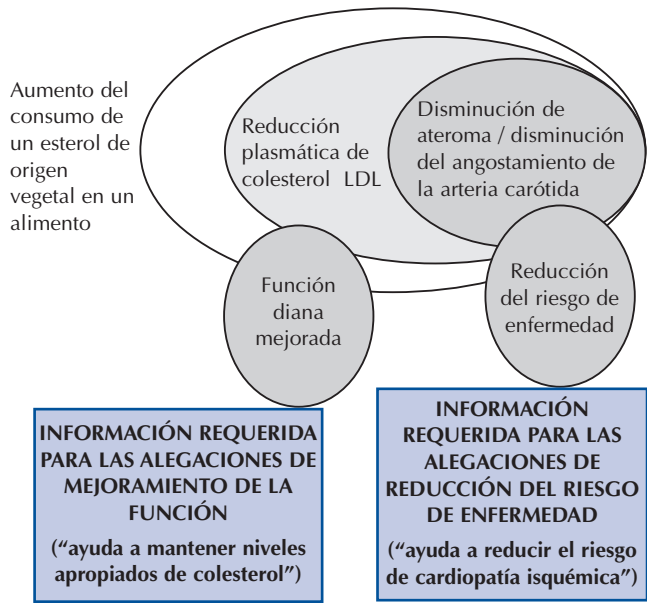 Aumento del
consumo de
un esterol de
origen
vegetal en un
alimento
Reducción
plasmática de
colesterol LDL
Disminución de
ateroma / disminución
del angostamiento de
la arteria carótida
Función
diana
mejorada
Reducción
del riesgo de
enfermedad
INFORMACIÓN REQUERIDA
PARA LAS ALEGACIONES DE
MEJORAMIENTO DE LA
FUNCIÓN
(“ayuda a mantener niveles
apropiados de colesterol”)
INFORMACIÓN
REQUERIDA PARA LAS
ALEGACIONES DE
REDUCCIÓN DEL RIESGO
DE ENFERMEDAD
(“ayuda a reducir el riesgo
de cardiopatía isquémica”)